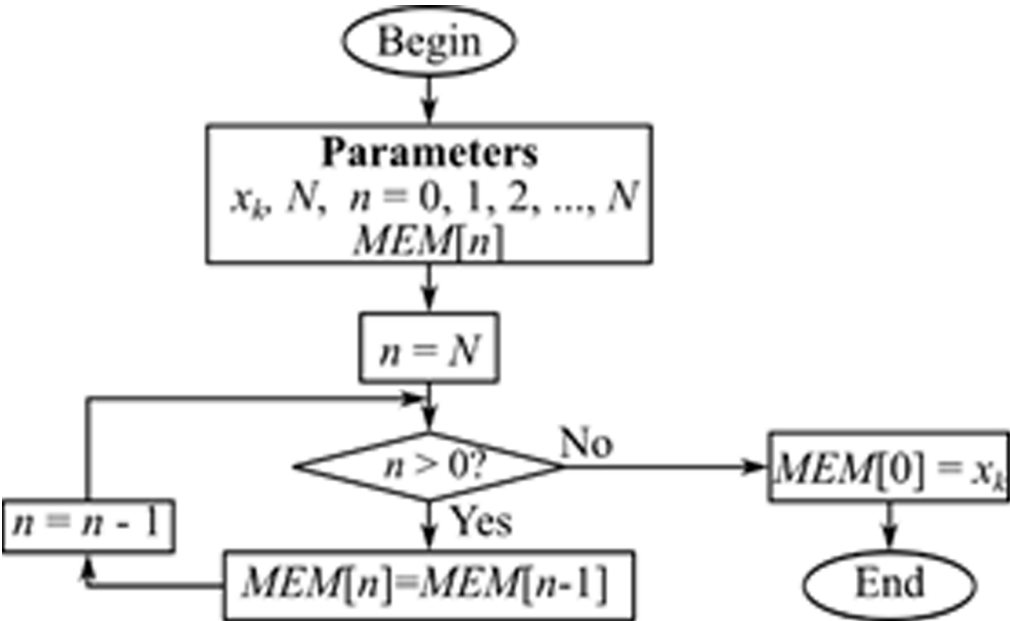 Begin
Parameters
xₖ, N, n = 0, 1, 2, ..., N
MEM[n]
n = N
n > 0?
No
MEM[0] = xₖ
Yes
n = n - 1
MEM[n]=MEM[n-1]
End